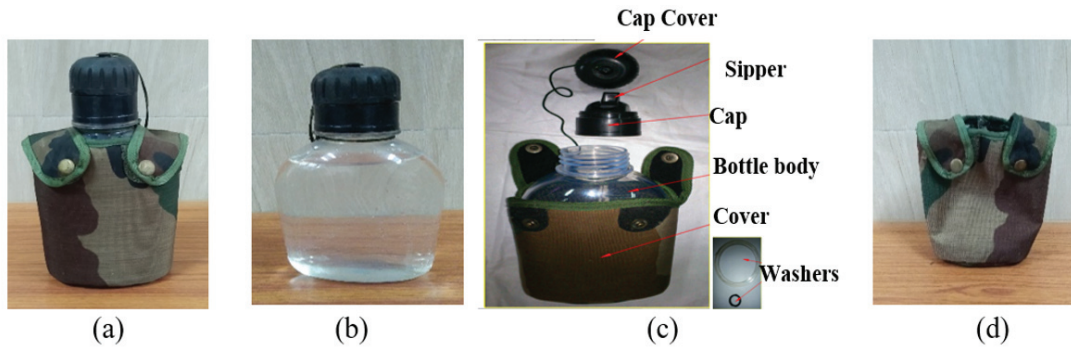 Cap Cover
Sipper
Cap
Bottle body
Cover
Washers
(a)
(b)
(c)
(d)